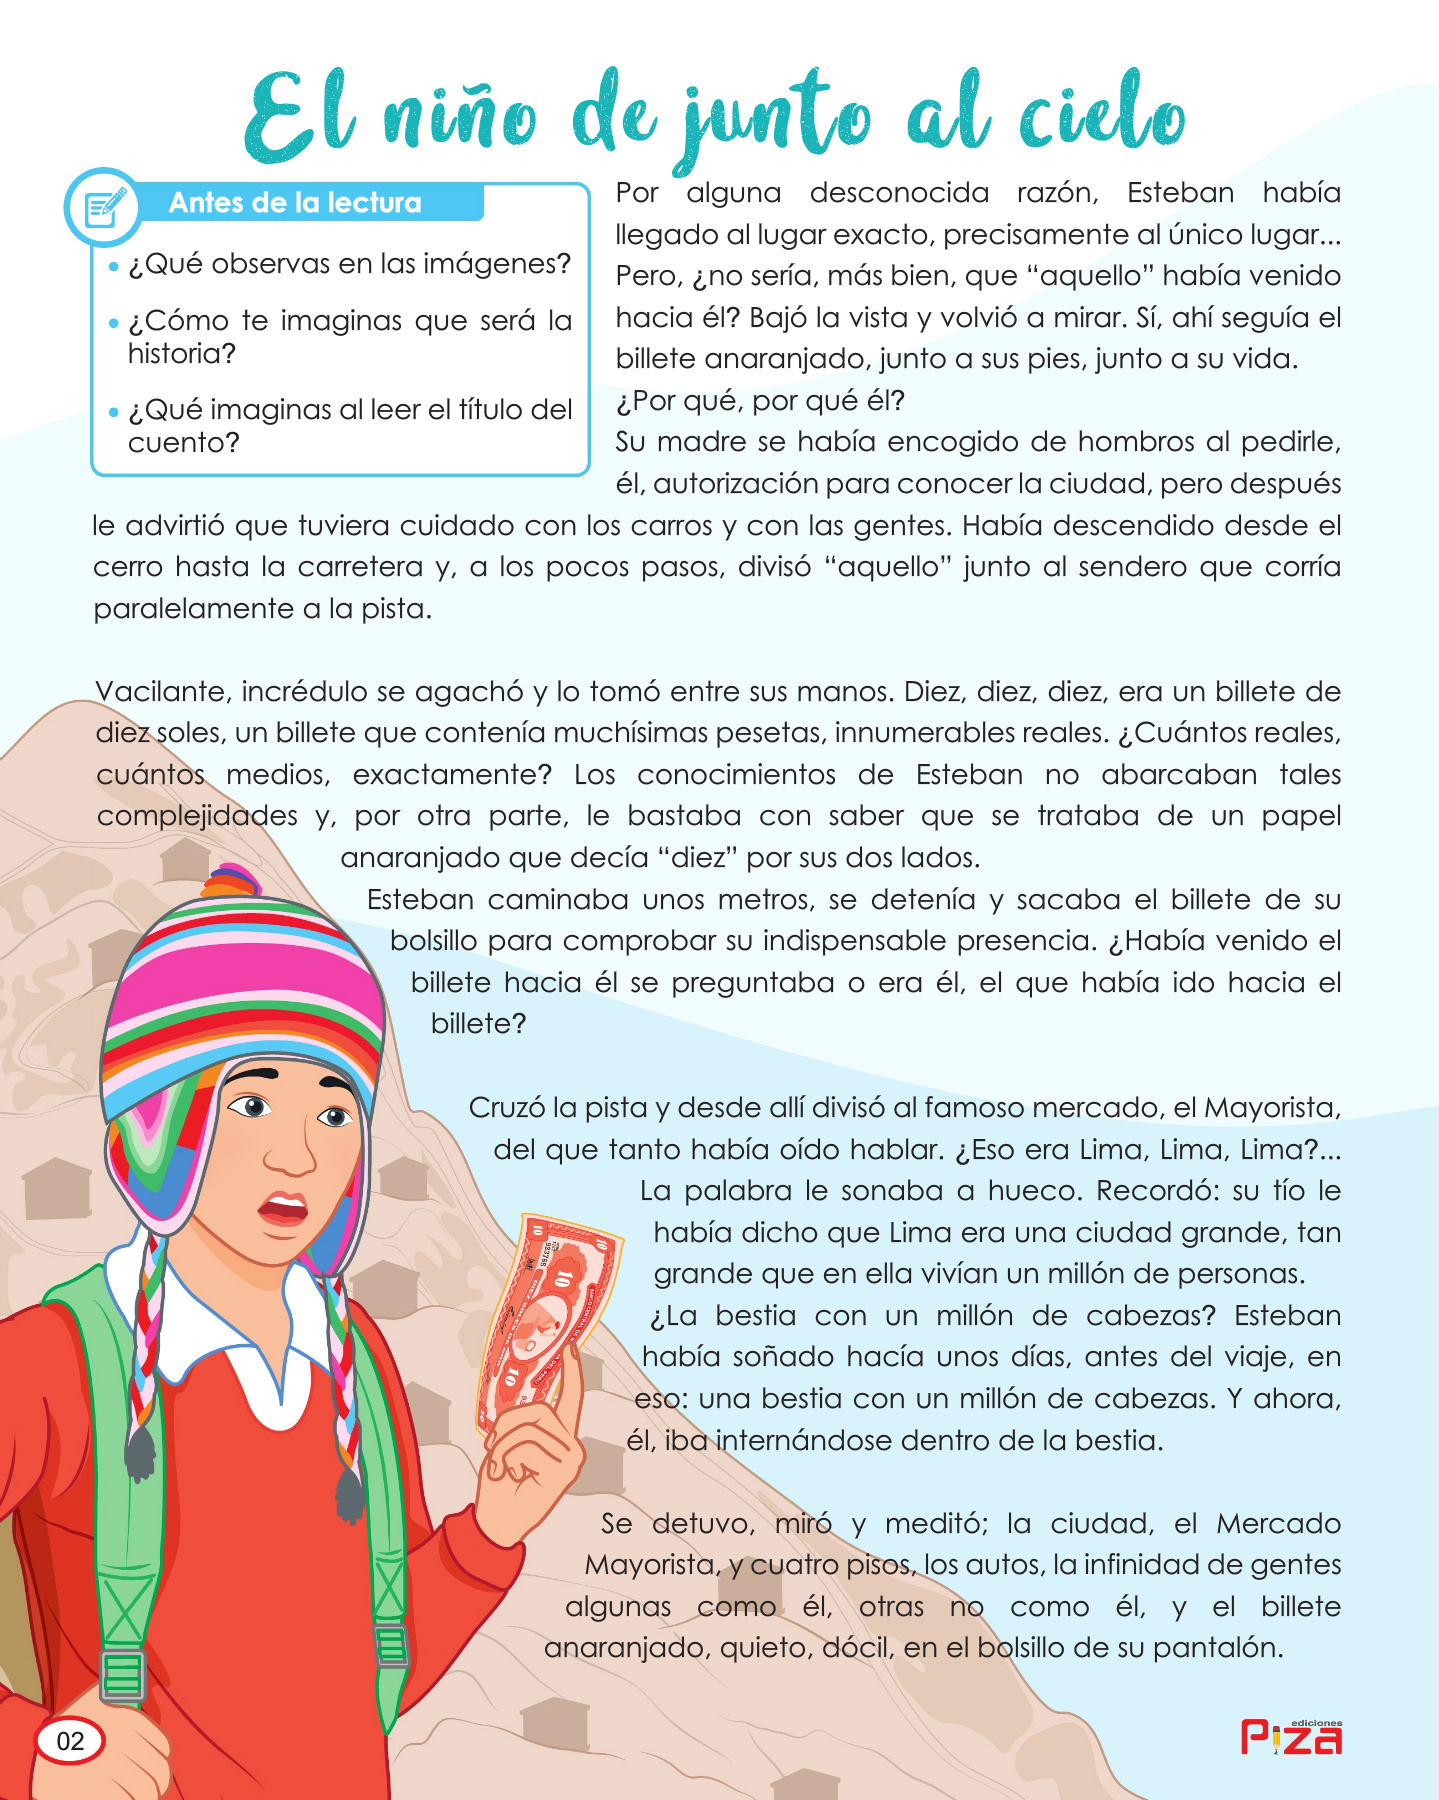 El niño de junto al cielo
Antes de la lectura
• ¿Qué observas en las imágenes?
• ¿Cómo te imaginas que será la
historia?
• ¿Qué imaginas al leer el título del
cuento?
Por alguna desconocida razón, Esteban había
llegado al lugar exacto, precisamente al único lugar...
Pero, ¿no sería, más bien, que “aquello” había venido
hacia él? Bajó la vista y volvió a mirar. Sí, ahí seguía el
billete anaranjado, junto a sus pies, junto a su vida.
¿Por qué, por qué él?
Su madre se había encogido de hombros al pedirle,
él, autorización para conocer la ciudad, pero después
le advirtió que tuviera cuidado con los carros y con las gentes. Había descendido desde el
cerro hasta la carretera y, a los pocos pasos, divisó “aquello” junto al sendero que corría
paralelamente a la pista.
Vacilante, incrédulo se agachó y lo tomó entre sus manos. Diez, diez, diez, era un billete de
diez soles, un billete que contenía muchísimas pesetas, innumerables reales. ¿Cuántos reales,
cuántos medios, exactamente? Los conocimientos de Esteban no abarcaban tales
complejidades y, por otra parte, le bastaba con saber que se trataba de un papel
anaranjado que decía “diez” por sus dos lados.
Esteban caminaba unos metros, se detenía y sacaba el billete de su
bolsillo para comprobar su indispensable presencia. ¿Había venido el
billete hacia él se preguntaba o era él, el que había ido hacia el
billete?
Cruzó la pista y desde allí divisó al famoso mercado, el Mayorista,
del que tanto había oído hablar. ¿Eso era Lima, Lima, Lima?...
La palabra le sonaba a hueco. Recordó: su tío le
había dicho que Lima era una ciudad grande, tan
grande que en ella vivían un millón de personas.
¿La bestia con un millón de cabezas? Esteban
había soñado hacía unos días, antes del viaje, en
eso: una bestia con un millón de cabezas. Y ahora,
él, iba internándose dentro de la bestia.
Se detuvo, miró y meditó; la ciudad, el Mercado
Mayorista, y cuatro pisos, los autos, la infinidad de gentes
algunas como él, otras no como él, y el billete
anaranjado, quieto, dócil, en el bolsillo de su pantalón.
10
10
10
10
02
ediciones
Piza